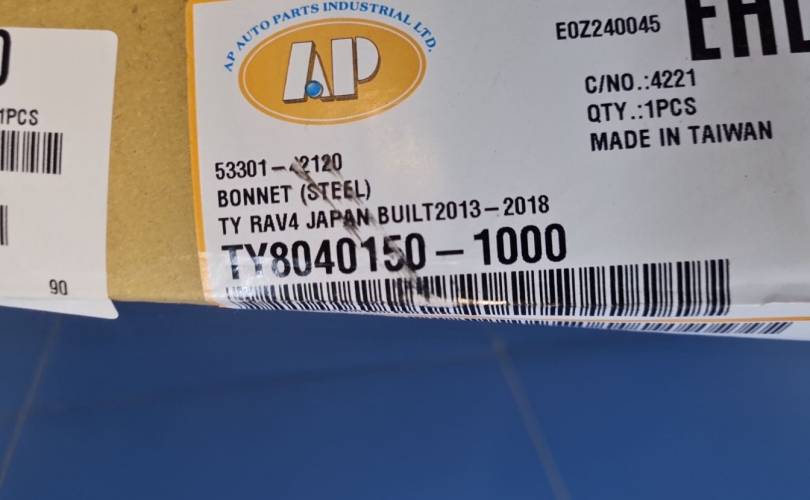 1PCS
90
AP AUTO PARTS INDUSTRIAL LTD.
AP
E0Z240045
C/NO.:4221
QTY.:1PCS
MADE IN TAIWAN
BONNET (STEEL)
TY RAV4 JAPAN BUILT2013-2018
TY8040150-1000